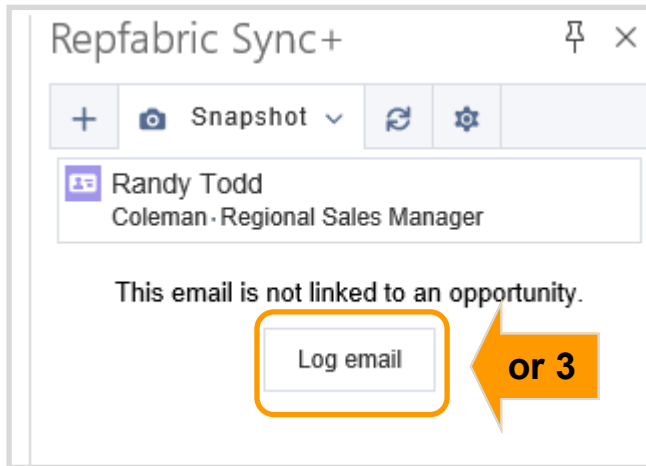 Repfabric Sync+
Snapshot
Randy Todd
Coleman · Regional Sales Manager
This email is not linked to an opportunity.
Log email
or 3